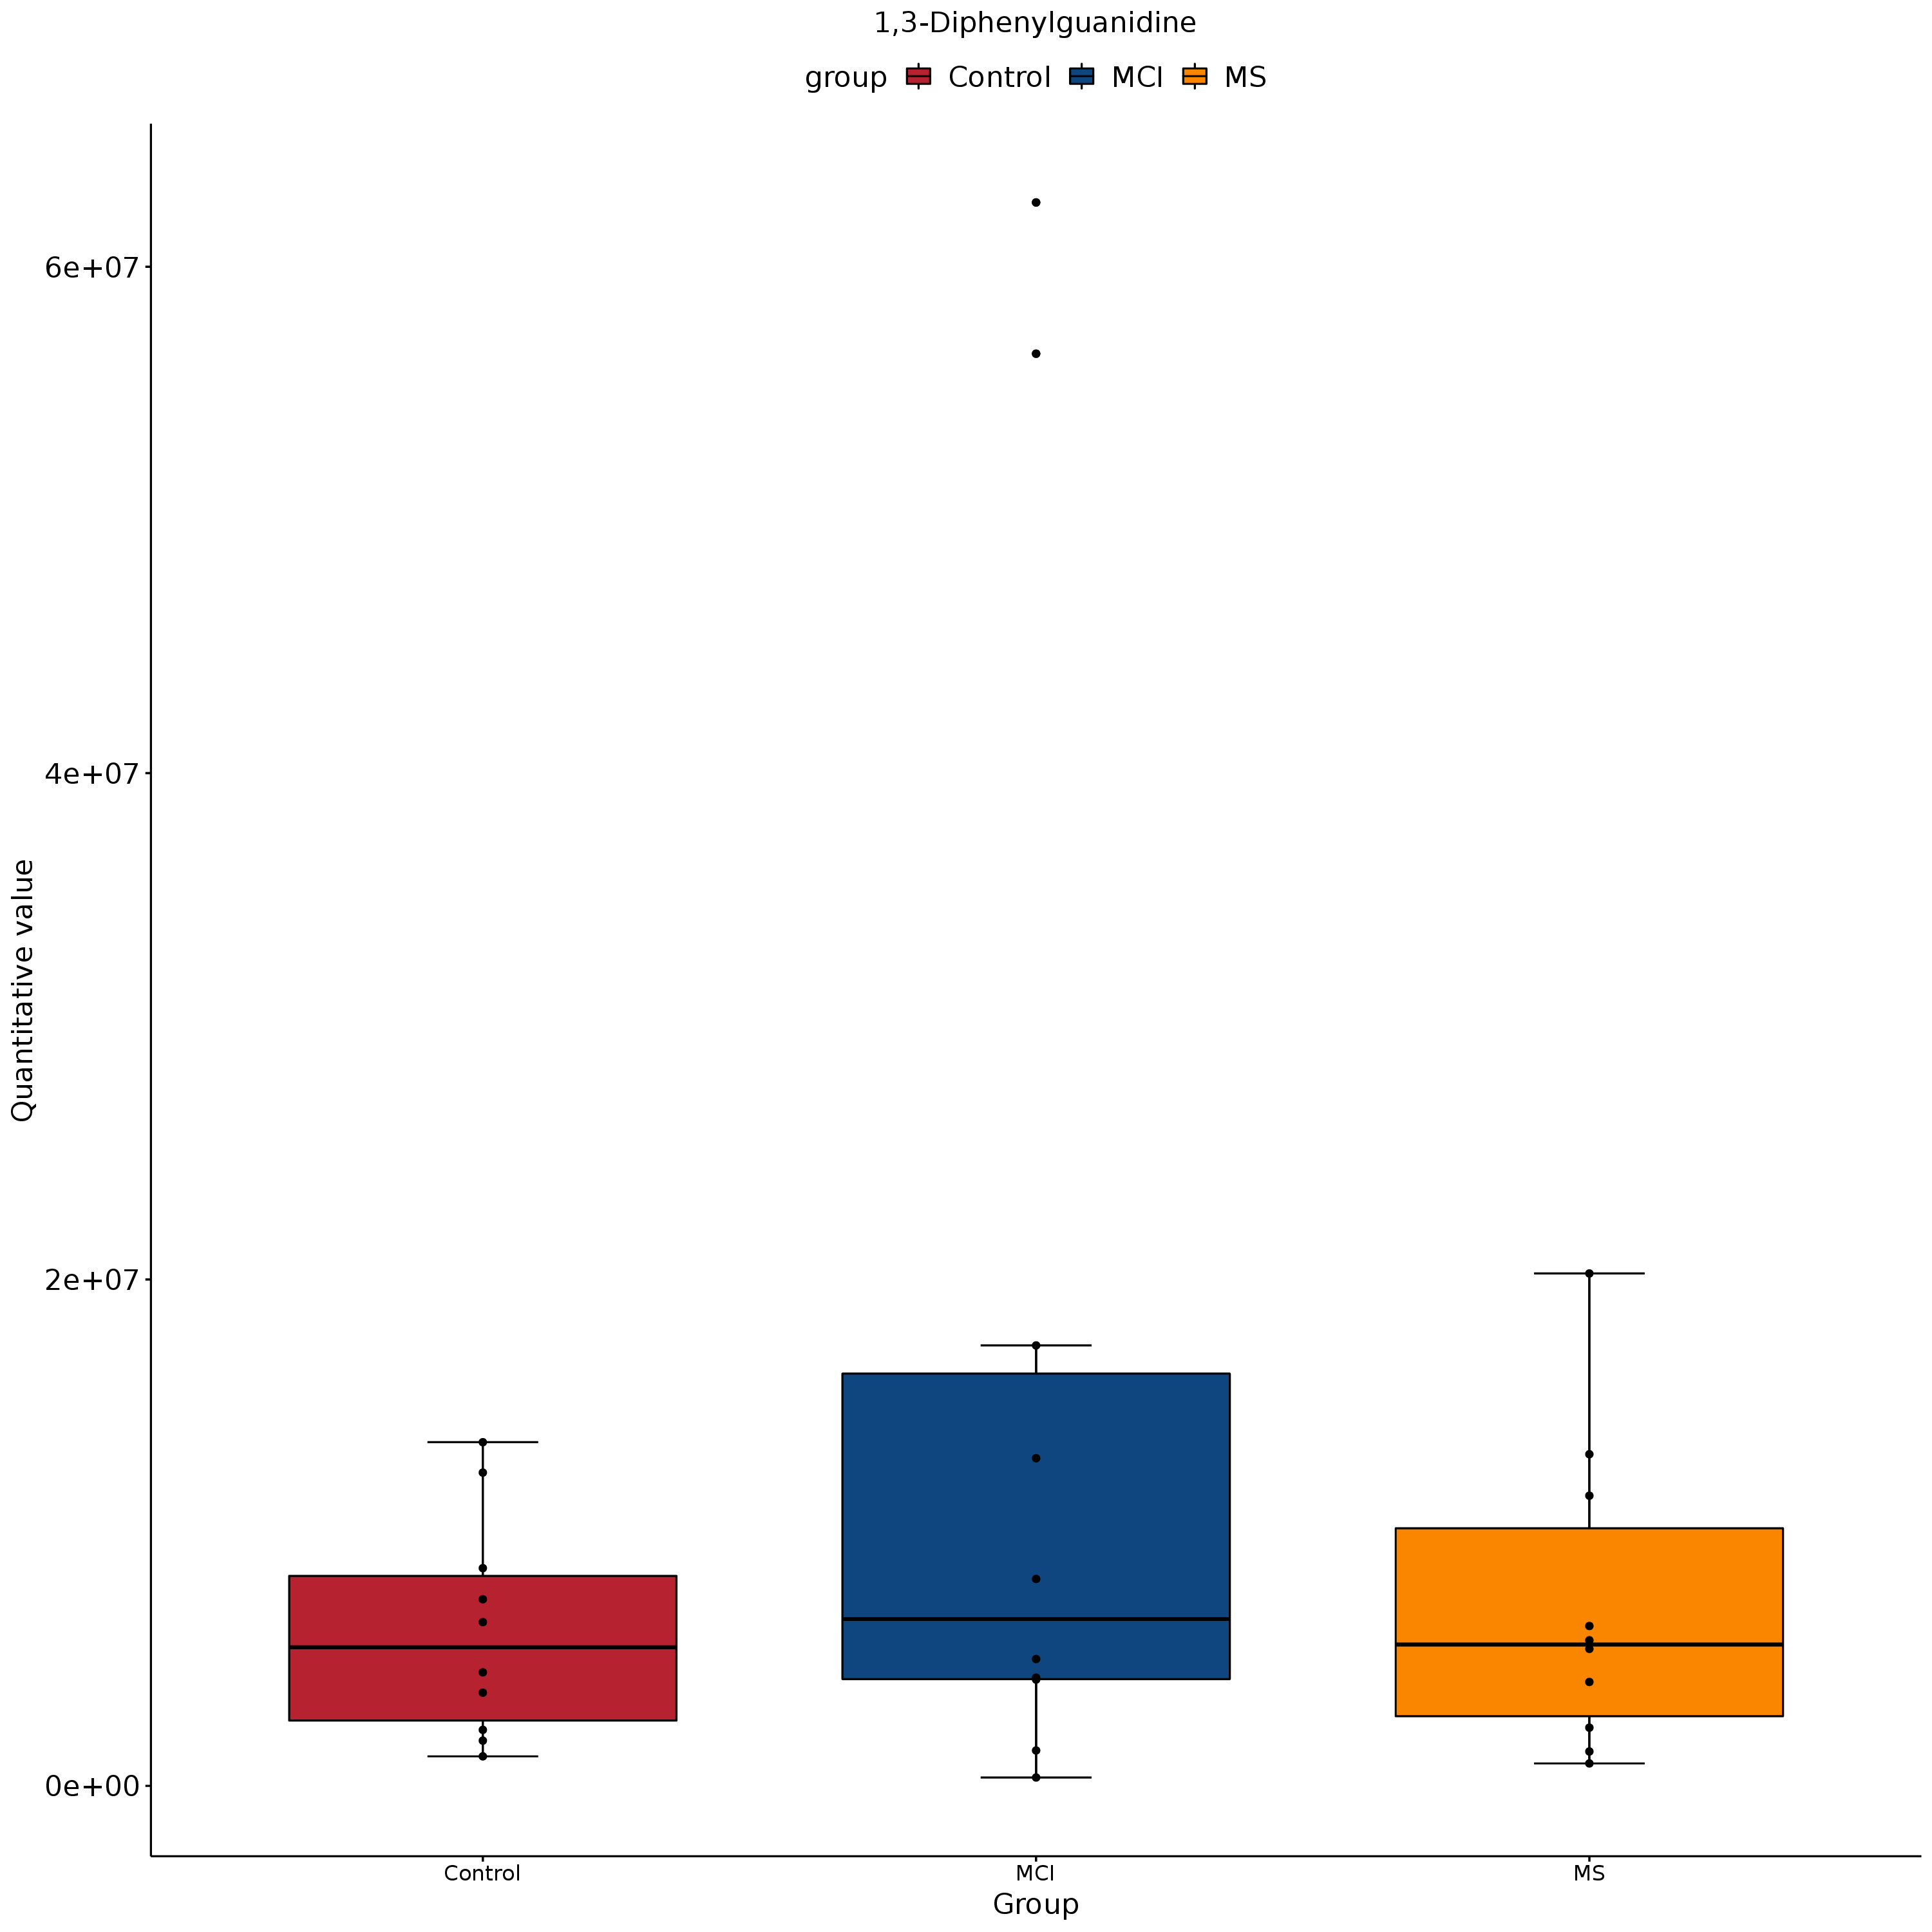 1,3-Diphenylguanidine
group Control MCI MS
6e+07
4e+07
2e+07
0e+00
Quantitative value
Control MCI MS
Group